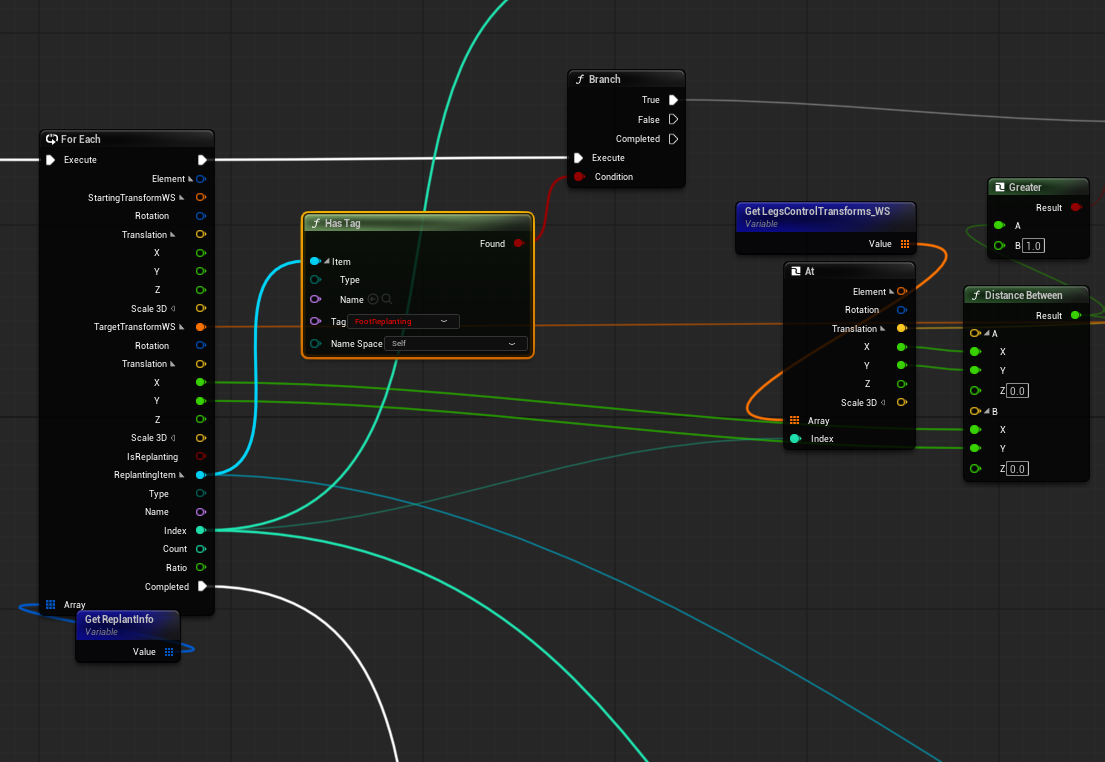 For Each
Execute
Element
StartingTransformWS
Rotation
Translation
X
Y
Z
Scale 3D
TargetTransformWS
Rotation
Translation
X
Y
Z
Scale 3D
IsReplanting
ReplantingItem
Type
Name
Index
Count
Ratio
Completed
Array
Get ReplantInfo
Variable
Value
Has Tag
Found
Item
Type
Name
Tag FootReplanting
Name Space Self
Branch
True
False
Completed
Execute
Condition
Get LegsControlTransforms_WS
Variable
Value
At
Element
Rotation
Translation
X
Y
Z
Scale 3D
Array
Index
Greater
Result
A
B 1.0
Distance Between
Result
A
X
Y
Z 0.0
B
X
Y
Z 0.0